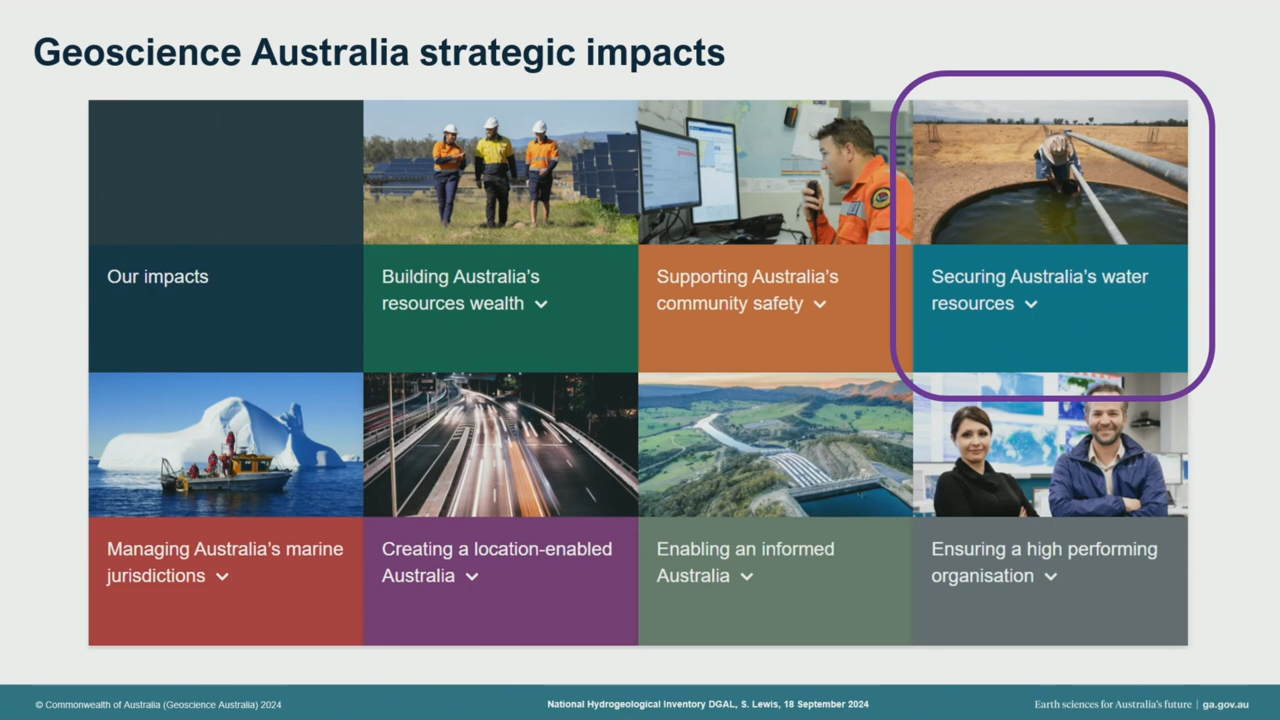 Geoscience Australia strategic impacts
Our impacts
Building Australia's
resources wealth
Supporting Australia's
community safety
Securing Australia's water
resources
Managing Australia's marine
jurisdictions
Creating a location-enabled
Australia
Enabling an informed
Australia
Ensuring a high performing
organisation
© Commonwealth of Australia (Geoscience Australia) 2024
National Hydrogeological Inventory DGAL, S. Lewis, 18 September 2024
Earth sciences for Australia's future | ga.gov.au